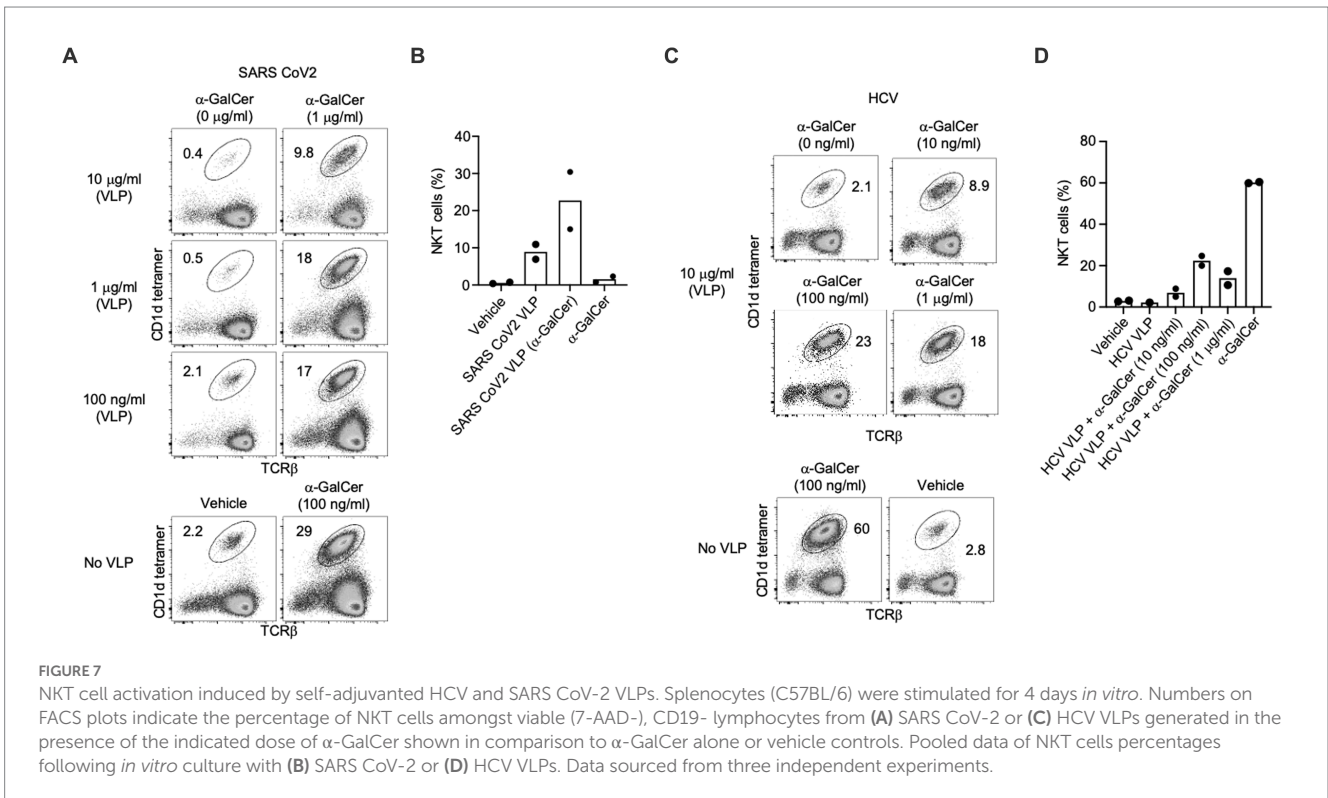 A
SARS CoV2
α-GalCer
(0 μg/ml)
α-GalCer
(1 μg/ml)
10 μg/ml
(VLP)
0.4
9.8
1 μg/ml
(VLP)
0.5
18
100 ng/ml
(VLP)
2.1
17
CD1d tetramer
TCRβ
Vehicle
α-GalCer
(100 ng/ml)
No VLP
2.2
29
CD1d tetramer
TCRβ
B
NKT cells (%)
40
30
20
10
0
Vehicle
SARS CoV2 VLP
SARS CoV2 VLP (α-GalCer)
α-GalCer
C
HCV
α-GalCer
(0 ng/ml)
α-GalCer
(10 ng/ml)
2.1
8.9
10 μg/ml
(VLP)
CD1d tetramer
α-GalCer
(100 ng/ml)
α-GalCer
(1 μg/ml)
23
18
TCRβ
α-GalCer
(100 ng/ml)
Vehicle
No VLP
CD1d tetramer
60
2.8
TCRβ
D
NKT cells (%)
80
60
40
20
0
Vehicle
HCV VLP
HCV VLP + α-GalCer (10 ng/ml)
HCV VLP + α-GalCer (100 ng/ml)
HCV VLP + α-GalCer (1 μg/ml)
α-GalCer
FIGURE 7
NKT cell activation induced by self-adjuvanted HCV and SARS CoV-2 VLPs. Splenocytes (C57BL/6) were stimulated for 4 days in vitro. Numbers on
FACS plots indicate the percentage of NKT cells amongst viable (7-AAD-), CD19- lymphocytes from (A) SARS CoV-2 or (C) HCV VLPs generated in the
presence of the indicated dose of α-GalCer shown in comparison to α-GalCer alone or vehicle controls. Pooled data of NKT cells percentages
following in vitro culture with (B) SARS CoV-2 or (D) HCV VLPs. Data sourced from three independent experiments.